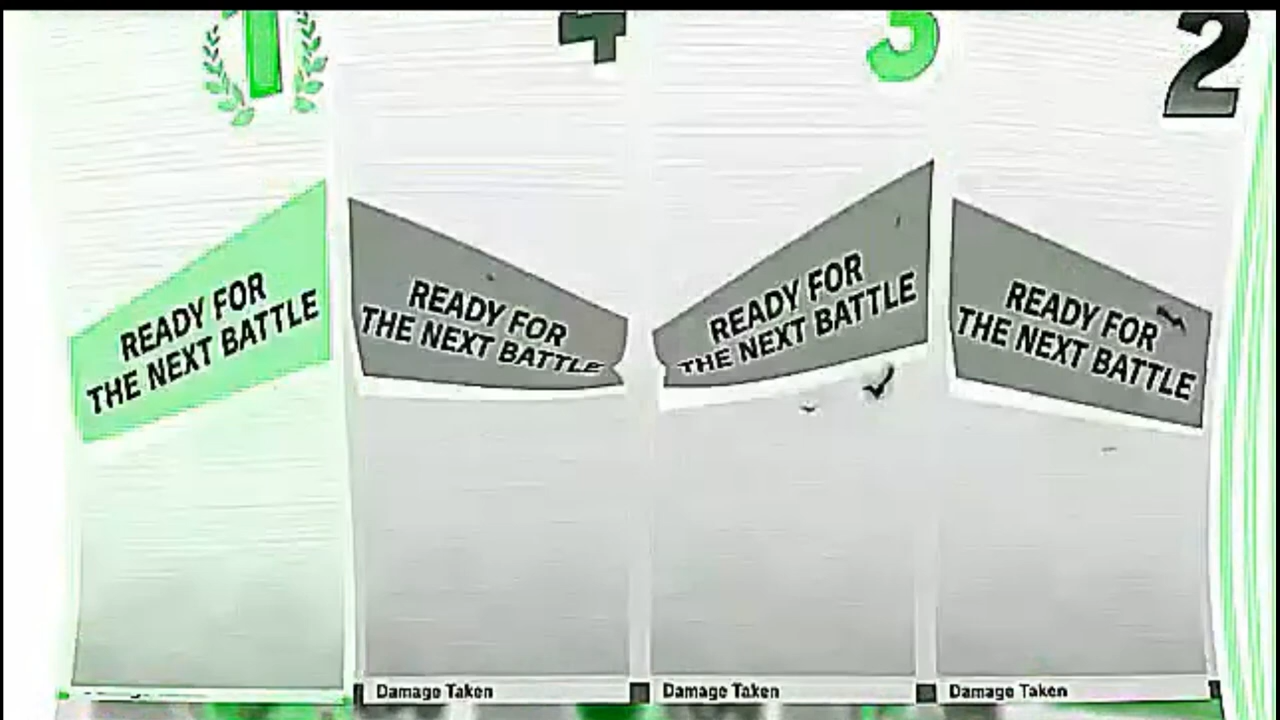 1
4
3
2
READY FOR
THE NEXT BATTLE
READY FOR
THE NEXT BATTLE
READY FOR
THE NEXT BATTLE
READY FOR
THE NEXT BATTLE
Damage Taken
Damage Taken
Damage Taken